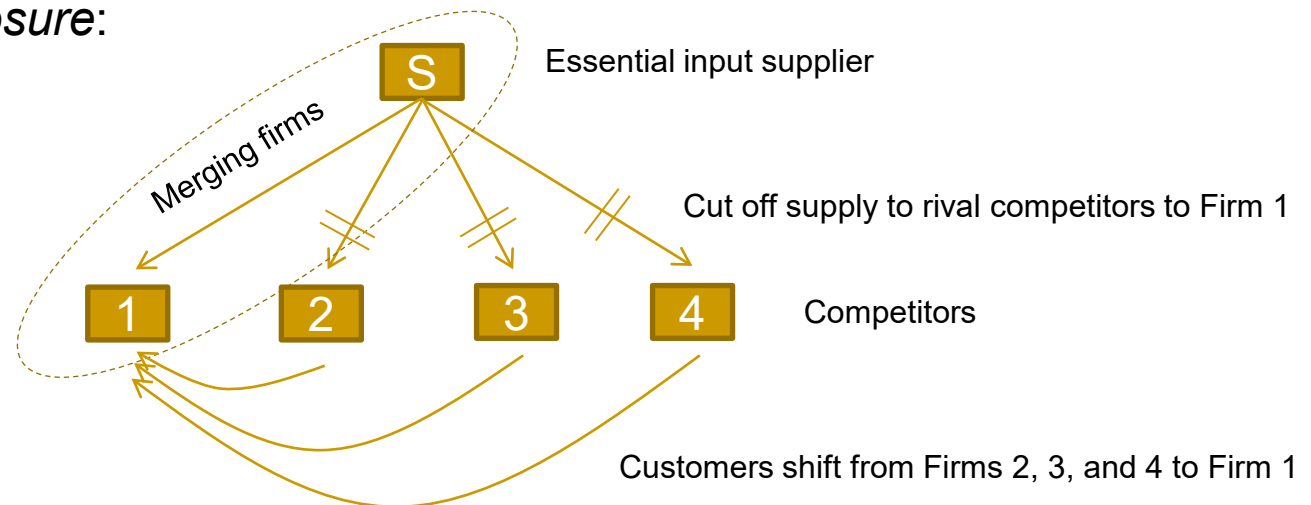 osure:
S
Essential input supplier
Merging firms
Cut off supply to rival competitors to Firm 1
1
2
3
4
Competitors
Customers shift from Firms 2, 3, and 4 to Firm 1